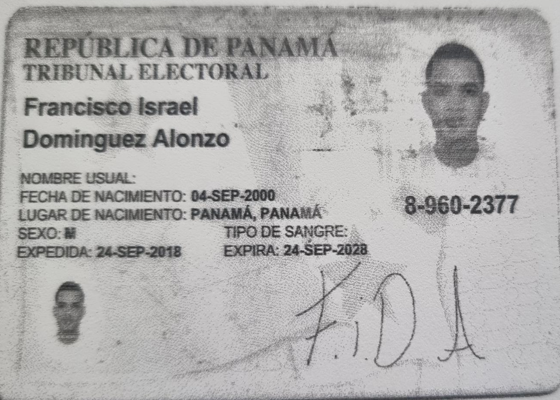 REPÚBLICA DE PANAMÁ
TRIBUNAL ELECTORAL
Francisco Israel
Dominguez Alonzo
NOMBRE USUAL:
FECHA DE NACIMIENTO: 04-SEP-2000
LUGAR DE NACIMIENTO: PANAMÁ, PANAMÁ
8-960-2377
SEXO: M TIPO DE SANGRE:
EXPEDIDA: 24-SEP-2018 EXPIRA: 24-SEP-2028
F.i.D A